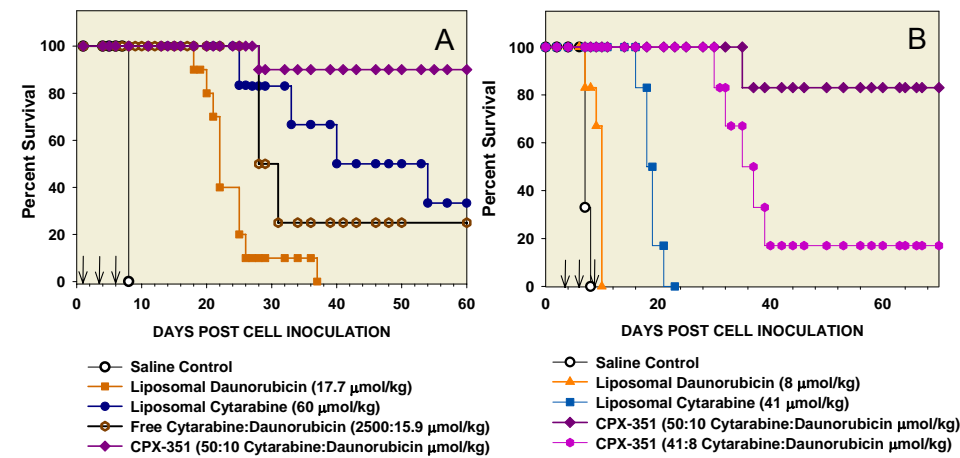 A
B
Percent Survival
100
80
60
40
20
0
0 10 20 30 40 50 60
DAYS POST CELL INOCULATION
Saline Control
Liposomal Daunorubicin (17.7 μmol/kg)
Liposomal Cytarabine (60 μmol/kg)
Free Cytarabine:Daunorubicin (2500:15.9 μmol/kg)
CPX-351 (50:10 Cytarabine:Daunorubicin μmol/kg)
Percent Survival
100
80
60
40
20
0
0 20 40 60
DAYS POST CELL INOCULATION
Saline Control
Liposomal Daunorubicin (8 μmol/kg)
Liposomal Cytarabine (41 μmol/kg)
CPX-351 (50:10 Cytarabine:Daunorubicin μmol/kg)
CPX-351 (41:8 Cytarabine:Daunorubicin μmol/kg)